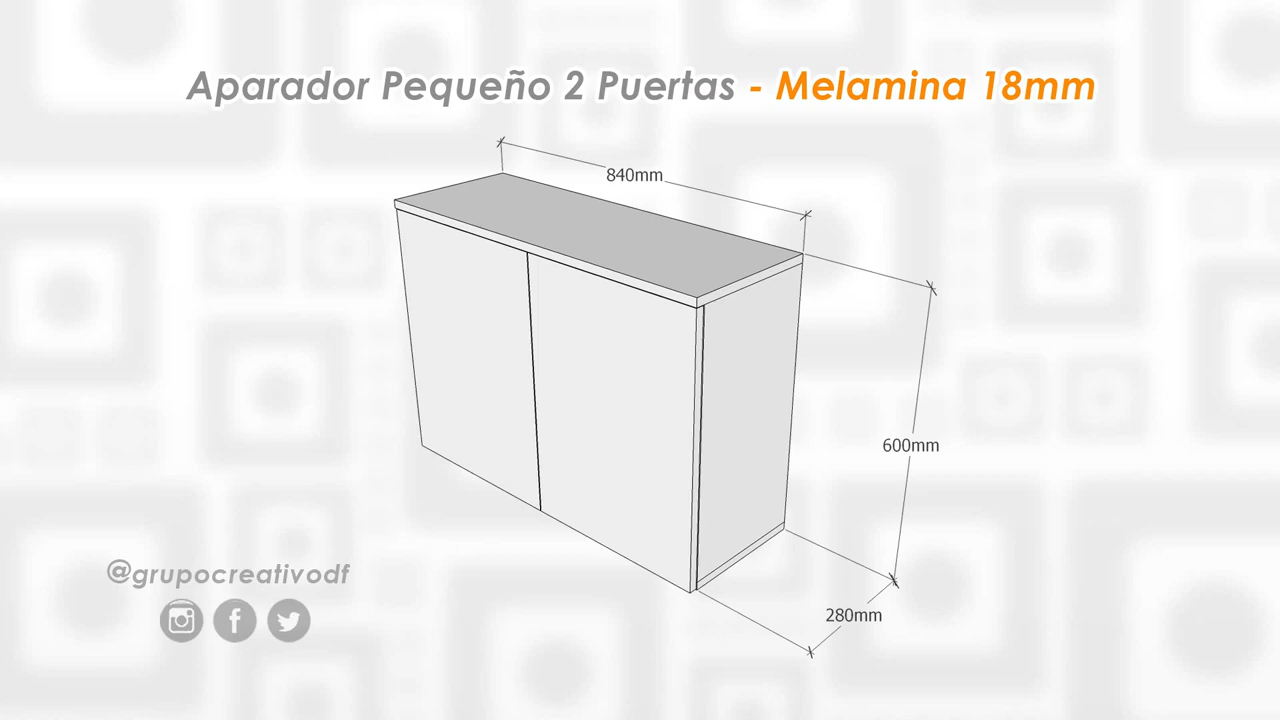 Aparador Pequeño 2 Puertas - Melamina 18mm
840mm
600mm
280mm
@grupocreativodf